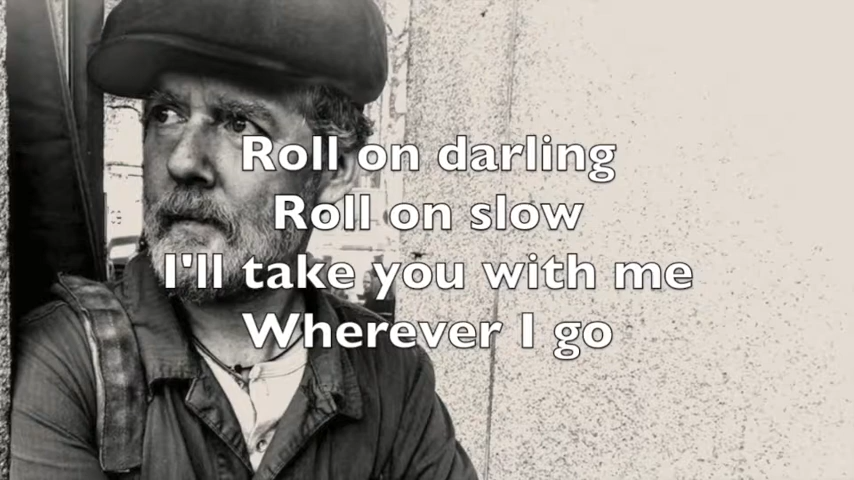 Roll on darling
Roll on slow
I'll take you with me
Wherever I go